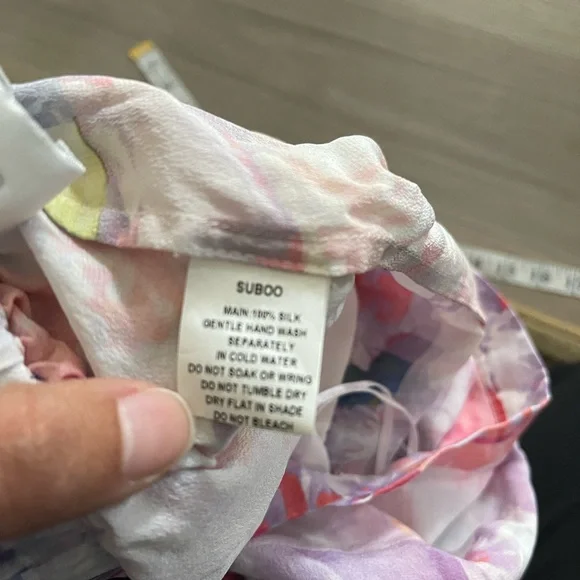 SUBOO
MAIN:100% SILK
GENTLE HAND WASH
SEPARATELY
IN COLD WATER
DO NOT SOAK OR WRING
DO NOT TUMBLE DRY
DRY FLAT IN SHADE
DO NOT BLEACH